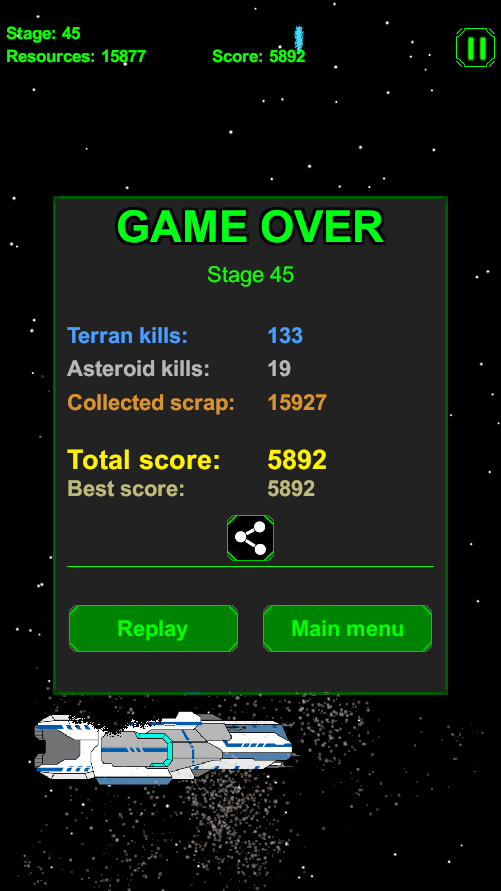 Stage: 45
Resources: 15877 Score: 5892
GAME OVER
Stage 45
Terran kills: 133
Asteroid kills: 19
Collected scrap: 15927
Total score: 5892
Best score: 5892
Replay Main menu